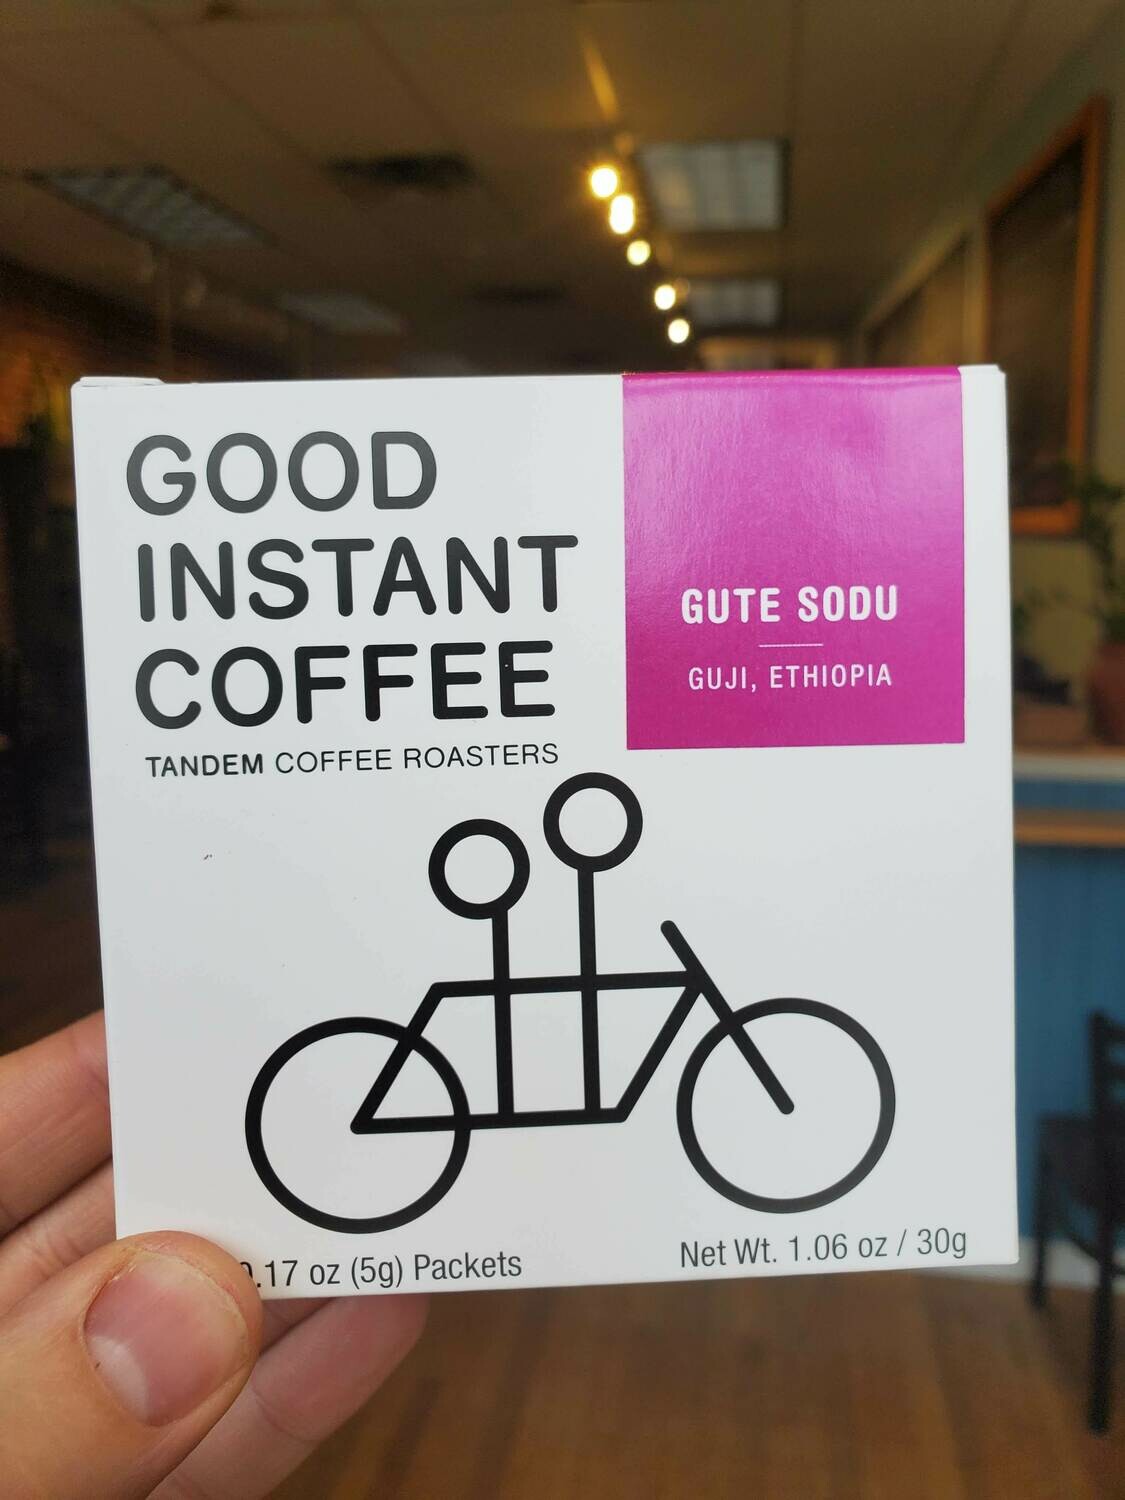 GOOD
INSTANT
COFFEE
TANDEM COFFEE ROASTERS
GUTE SODU
GUJI, ETHIOPIA
.17 oz (5g) Packets
Net Wt. 1.06 oz / 30g